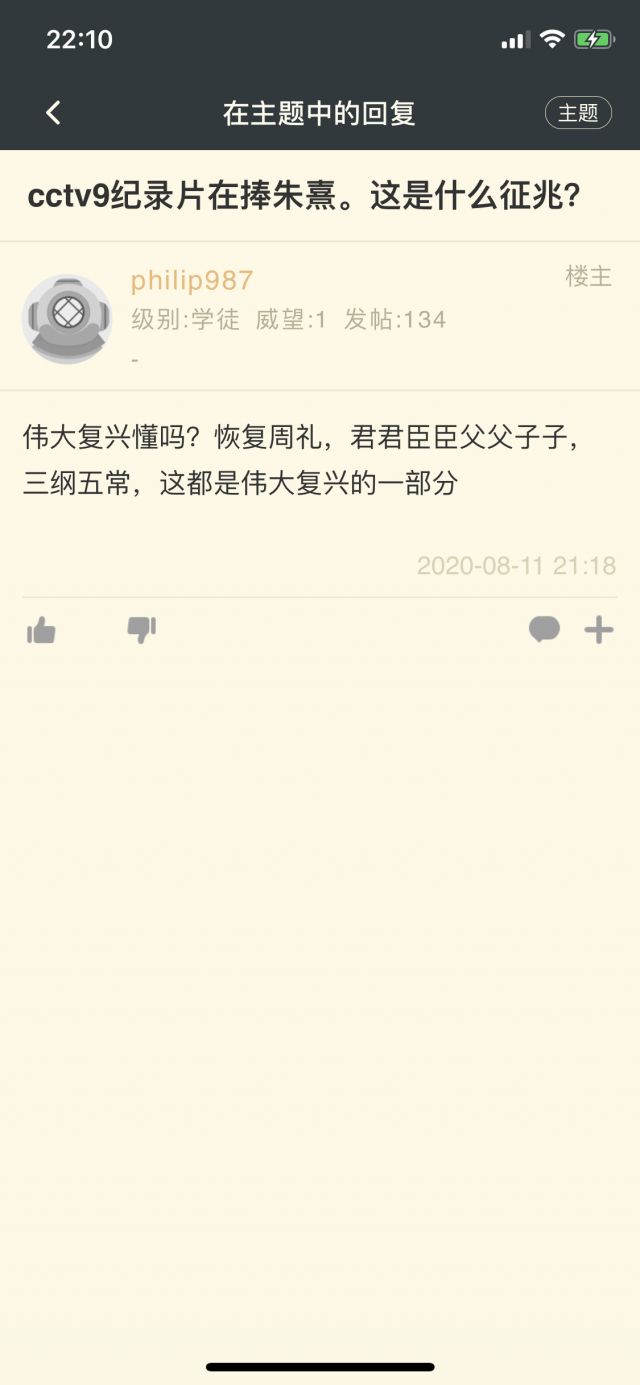 22:10
在主题中的回复
主题
cctv9纪录片在捧朱熹。这是什么征兆?
philip987
楼主
级别:学徒 威望:1 发帖:134
-
伟大复兴懂吗？恢复周礼，君君臣臣父父子子，
三纲五常，这都是伟大复兴的一部分
2020-08-11 21:18